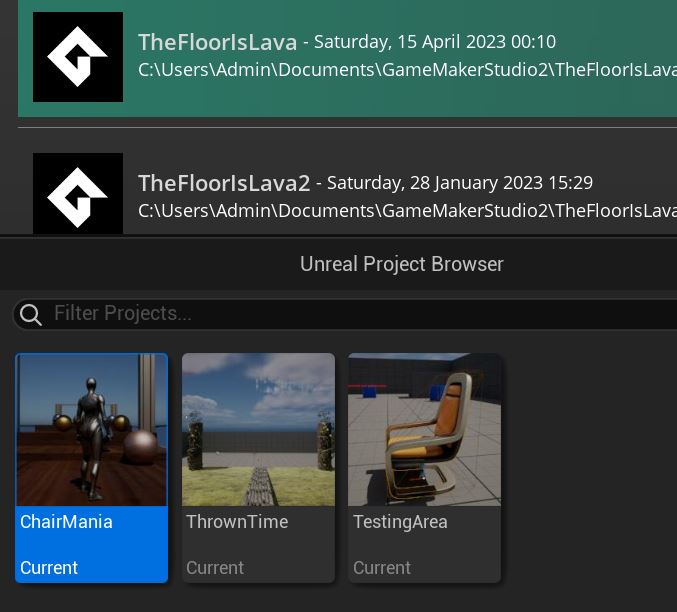 TheFloorIsLava - Saturday, 15 April 2023 00:10
C:\Users\Admin\Documents\GameMakerStudio2\TheFloorIsLava
TheFloorIsLava2 - Saturday, 28 January 2023 15:29
C:\Users\Admin\Documents\GameMakerStudio2\TheFloorIsLava
Unreal Project Browser
Filter Projects...
ChairMania
Current
ThrownTime
Current
TestingArea
Current